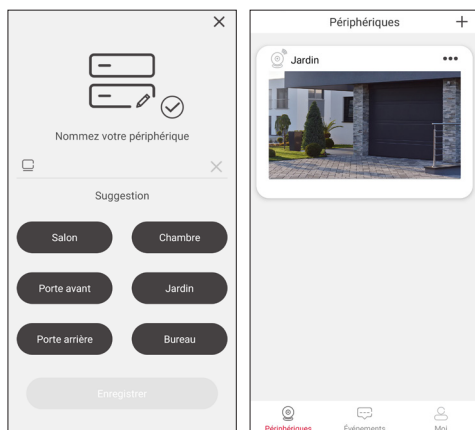 Nommez votre périphérique
Suggestion
Salon
Chambre
Porte avant
Jardin
Porte arrière
Bureau
Enregistrer
Périphériques
Jardin
Périphériques
Événements
Moi